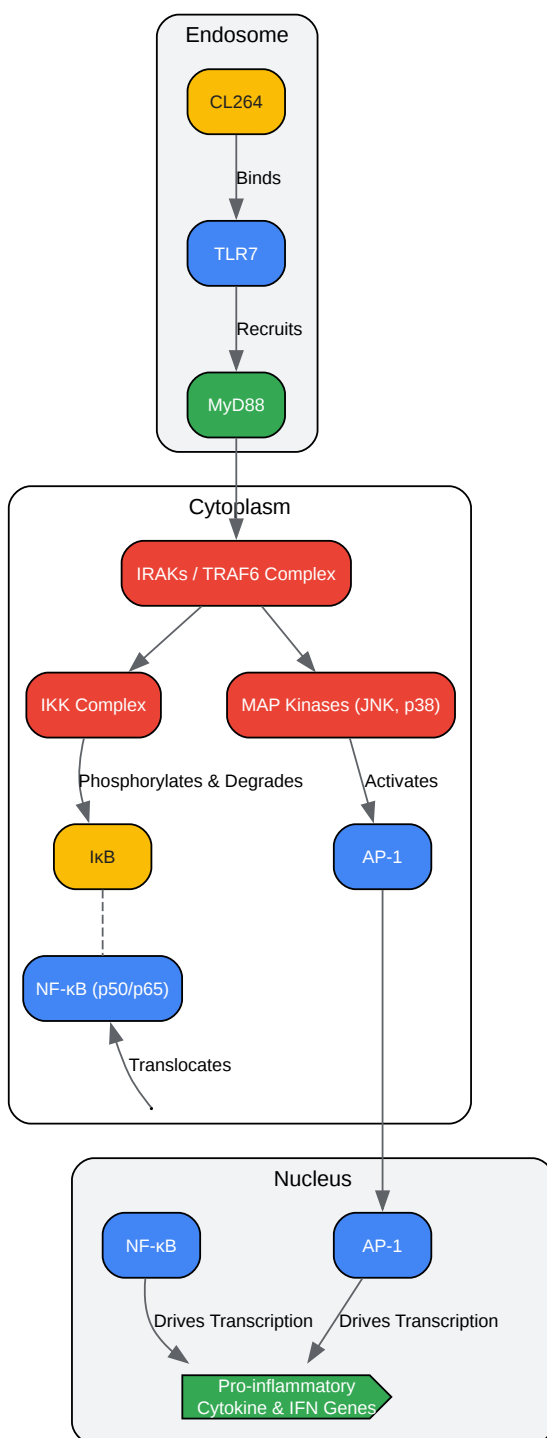 Endosome
CL264
Binds
TLR7
Recruits
MyD88
Cytoplasm
IRAKs / TRAF6 Complex
IKK Complex
MAP Kinases (JNK, p38)
Phosphorylates & Degrades
Activates
IκB
AP-1
NF-κB (p50/p65)
Translocates
Nucleus
NF-κB
AP-1
Drives Transcription
Drives Transcription
Pro-inflammatory
Cytokine & IFN Genes